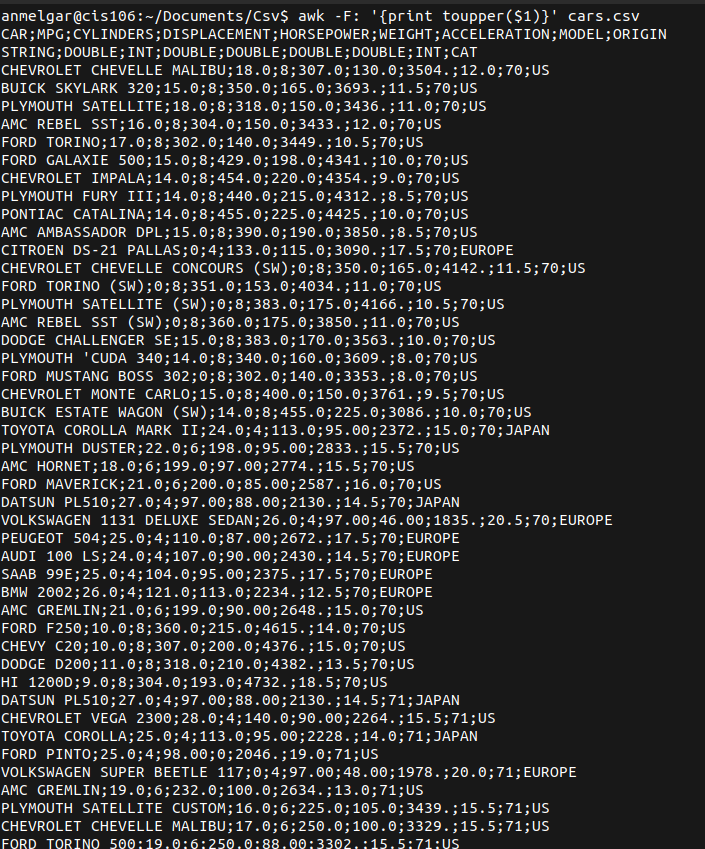 anmelgar@cis106:~/Documents/Csv$ awk -F: '{print toupper($1)}' cars.csv
CAR;MPG;CYLINDERS;DISPLACEMENT;HORSEPOWER;WEIGHT;ACCELERATION;MODEL;ORIGIN
STRING;DOUBLE;INT;DOUBLE;DOUBLE;DOUBLE;DOUBLE;INT;CAT
CHEVROLET CHEVELLE MALIBU;18.0;8;307.0;130.0;3504.;12.0;70;US
BUICK SKYLARK 320;15.0;8;350.0;165.0;3693.;11.5;70;US
PLYMOUTH SATELLITE;18.0;8;318.0;150.0;3436.;11.0;70;US
AMC REBEL SST;16.0;8;304.0;150.0;3433.;12.0;70;US
FORD TORINO;17.0;8;302.0;140.0;3449.;10.5;70;US
FORD GALAXIE 500;15.0;8;429.0;198.0;4341.;10.0;70;US
CHEVROLET IMPALA;14.0;8;454.0;220.0;4354.;9.0;70;US
PLYMOUTH FURY III;14.0;8;440.0;215.0;4312.;8.5;70;US
PONTIAC CATALINA;14.0;8;455.0;225.0;4425.;10.0;70;US
AMC AMBASSADOR DPL;15.0;8;390.0;190.0;3850.;8.5;70;US
CITROEN DS-21 PALLAS;0;4;133.0;115.0;3090.;17.5;70;EUROPE
CHEVROLET CHEVELLE CONCOURS (SW);0;8;350.0;165.0;4142.;11.5;70;US
FORD TORINO (SW);0;8;351.0;153.0;4034.;11.0;70;US
PLYMOUTH SATELLITE (SW);0;8;383.0;175.0;4166.;10.5;70;US
AMC REBEL SST (SW);0;8;360.0;175.0;3850.;11.0;70;US
DODGE CHALLENGER SE;15.0;8;383.0;170.0;3563.;10.0;70;US
PLYMOUTH 'CUDA 340;14.0;8;340.0;160.0;3609.;8.0;70;US
FORD MUSTANG BOSS 302;0;8;302.0;140.0;3353.;8.0;70;US
CHEVROLET MONTE CARLO;15.0;8;400.0;150.0;3761.;9.5;70;US
BUICK ESTATE WAGON (SW);14.0;8;455.0;225.0;3086.;10.0;70;US
TOYOTA COROLLA MARK II;24.0;4;113.0;95.00;2372.;15.0;70;JAPAN
PLYMOUTH DUSTER;22.0;6;198.0;95.00;2833.;15.5;70;US
AMC HORNET;18.0;6;199.0;97.00;2774.;15.5;70;US
FORD MAVERICK;21.0;6;200.0;85.00;2587.;16.0;70;US
DATSUN PL510;27.0;4;97.00;88.00;2130.;14.5;70;JAPAN
VOLKSWAGEN 1131 DELUXE SEDAN;26.0;4;97.00;46.00;1835.;20.5;70;EUROPE
PEUGEOT 504;25.0;4;110.0;87.00;2672.;17.5;70;EUROPE
AUDI 100 LS;24.0;4;107.0;90.00;2430.;14.5;70;EUROPE
SAAB 99E;25.0;4;104.0;95.00;2375.;17.5;70;EUROPE
BMW 2002;26.0;4;121.0;113.0;2234.;12.5;70;EUROPE
AMC GREMLIN;21.0;6;199.0;90.00;2648.;15.0;70;US
FORD F250;10.0;8;360.0;215.0;4615.;14.0;70;US
CHEVY C20;10.0;8;307.0;200.0;4376.;15.0;70;US
DODGE D200;11.0;8;318.0;210.0;4382.;13.5;70;US
HI 1200D;9.0;8;304.0;193.0;4732.;18.5;70;US
DATSUN PL510;27.0;4;97.00;88.00;2130.;14.5;71;JAPAN
CHEVROLET VEGA 2300;28.0;4;140.0;90.00;2264.;15.5;71;US
TOYOTA COROLLA;25.0;4;113.0;95.00;2228.;14.0;71;JAPAN
FORD PINTO;25.0;4;98.00;0;2046.;19.0;71;US
VOLKSWAGEN SUPER BEETLE 117;0;4;97.00;48.00;1978.;20.0;71;EUROPE
AMC GREMLIN;19.0;6;232.0;100.0;2634.;13.0;71;US
PLYMOUTH SATELLITE CUSTOM;16.0;6;225.0;105.0;3439.;15.5;71;US
CHEVROLET CHEVELLE MALIBU;17.0;6;250.0;100.0;3329.;15.5;71;US
FORD TORINO 500;19.0;6;250.0;88.00;3302.;15.5;71;US